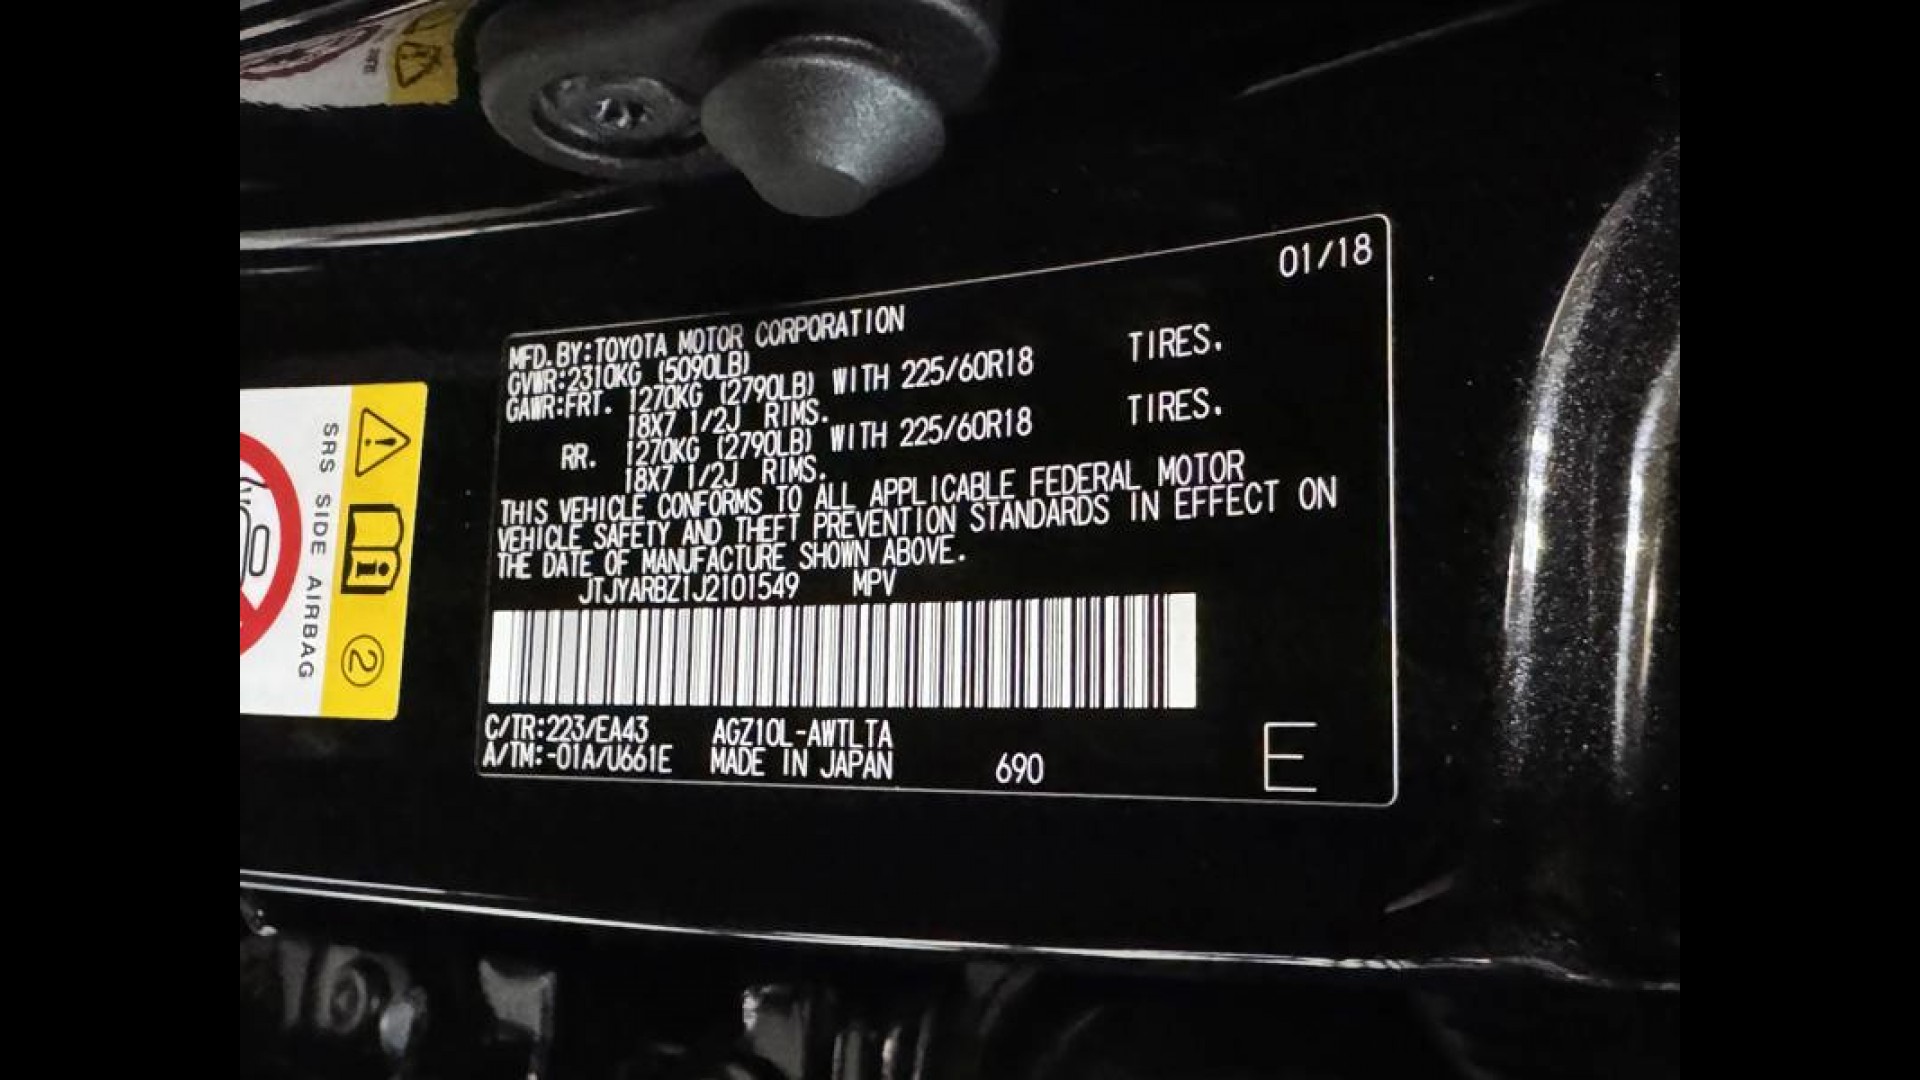 01/18
MFD.BY:TOYOTA MOTOR CORPORATION
GVWR:2310KG (5090LB)
GAWR:FRT. 1270KG (2790LB) WITH 225/60R18 TIRES.
18X7 1/2J RIMS.
RR. 1270KG (2790LB) WITH 225/60R18 TIRES.
18X7 1/2J RIMS.
THIS VEHICLE CONFORMS TO ALL APPLICABLE FEDERAL MOTOR
VEHICLE SAFETY AND THEFT PREVENTION STANDARDS IN EFFECT ON
THE DATE OF MANUFACTURE SHOWN ABOVE.
JTJYARBZ1J2101549 MPV
C/TR:223/EA43 AGZ10L-AWTLTA
A/TM:-01A/U661E MADE IN JAPAN 690 E
SRS SIDE AIRBAG
2